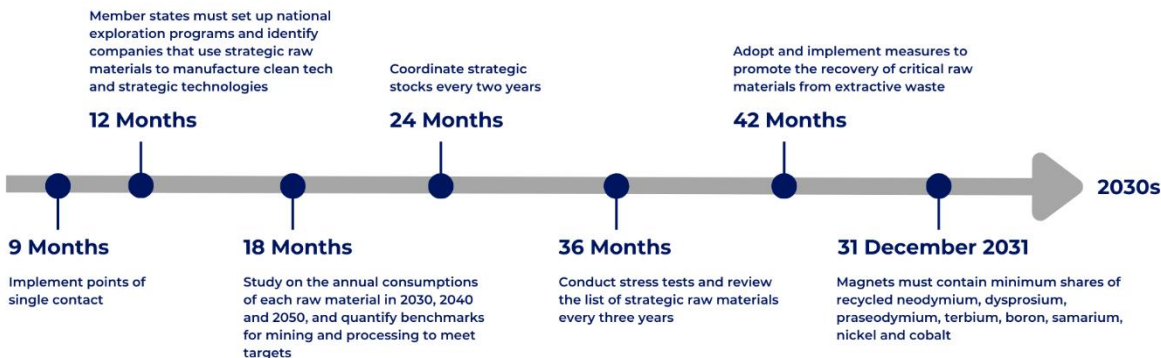 Member states must set up national
exploration programs and identify
companies that use strategic raw
materials to manufacture clean tech
and strategic technologies
12 Months
Coordinate strategic
stocks every two years
24 Months
Adopt and implement measures to
promote the recovery of critical raw
materials from extractive waste
42 Months
2030s
9 Months
Implement points of
single contact
18 Months
Study on the annual consumptions
of each raw material in 2030, 2040
and 2050, and quantify benchmarks
for mining and processing to meet
targets
36 Months
Conduct stress tests and review
the list of strategic raw materials
every three years
31 December 2031
Magnets must contain minimum shares of
recycled neodymium, dysprosium,
praseodymium, terbium, boron, samarium,
nickel and cobalt